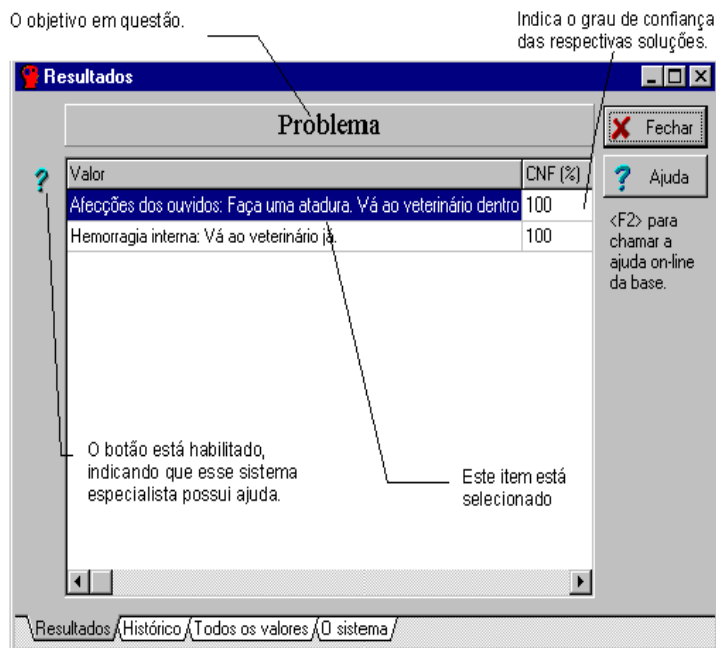 O objetivo em questão.
Indica o grau de confiança
das respectivas soluções.
Resultados
Problema
Fechar
Valor
CNF (%)
Ajuda
Afecções dos ouvidos: Faça uma atadura. Vá ao veterinário dentro
100
Hemorragia interna: Vá ao veterinário já.
100
<F2> para
chamar a
ajuda on-line
da base.
O botão está habilitado,
indicando que esse sistema
especialista possui ajuda.
Este item está
selecionado
Resultados
Histórico
Todos os valores
O sistema